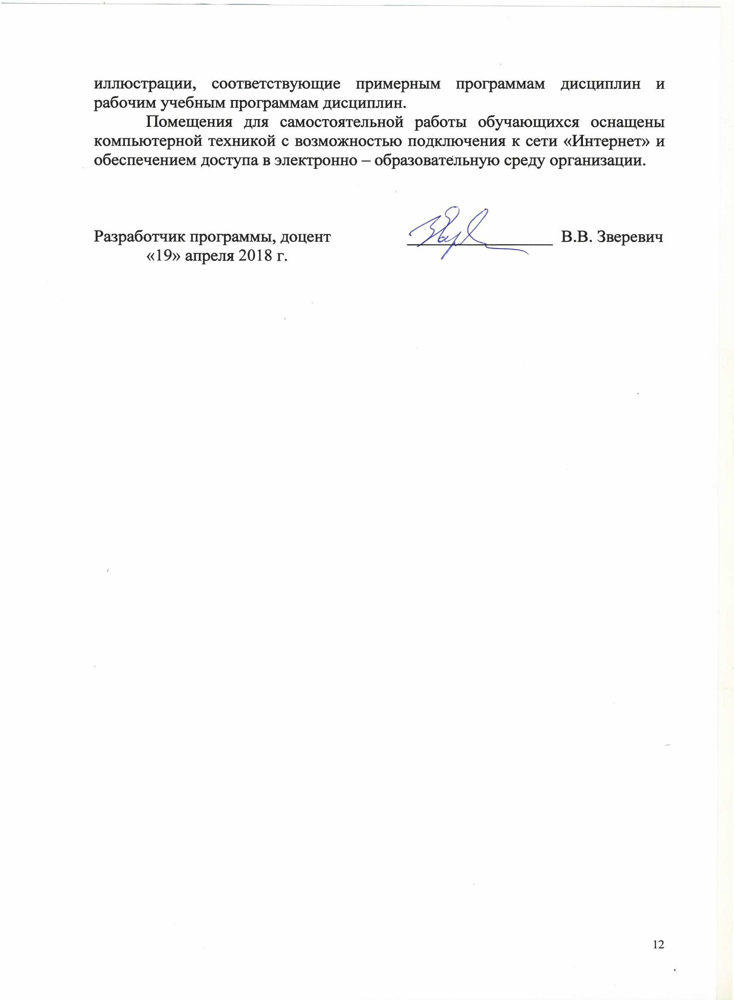 иллюстрации, соответствующие примерным программам дисциплин и
рабочим учебным программам дисциплин.
Помещения для самостоятельной работы обучающихся оснащены
компьютерной техникой с возможностью подключения к сети «Интернет» и
обеспечением доступа в электронно – образовательную среду организации.
Разработчик программы, доцент В.В. Зверевич
«19» апреля 2018 г.
12